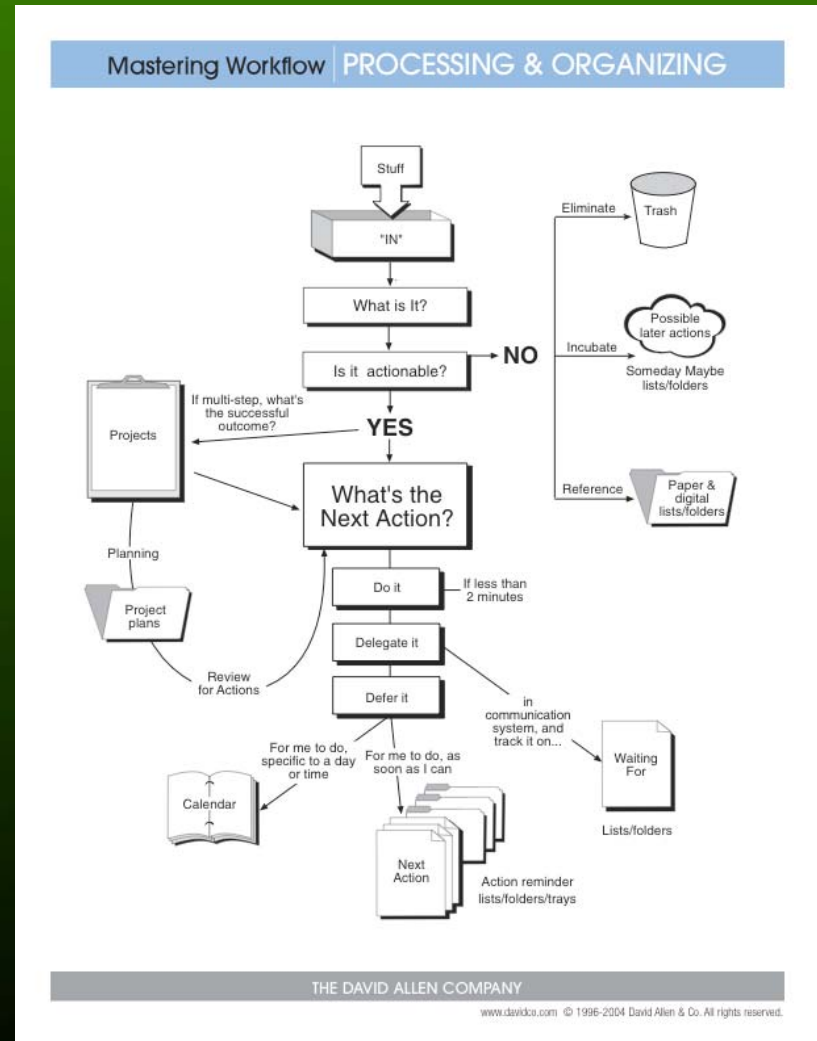 Mastering Workflow PROCESSING & ORGANIZING
Stuff
"IN"
What is It?
Is it actionable?
NO
Eliminate
Trash
Incubate
Possible
later actions
Someday Maybe
lists/folders
Reference
Paper &
digital
lists/folders
YES
If multi-step, what's
the successful
outcome?
Projects
Planning
Project
plans
Review
for Actions
What's the
Next Action?
Do it
If less than
2 minutes
Delegate it
in
communication
system, and
track it on...
Waiting
For
Lists/folders
Defer it
For me to do,
specific to a day
or time
Calendar
For me to do, as
soon as I can
Next
Action
Action reminder
lists/folders/trays
THE DAVID ALLEN COMPANY
www.davidco.com © 1996-2004 David Allen & Co. All rights reserved.